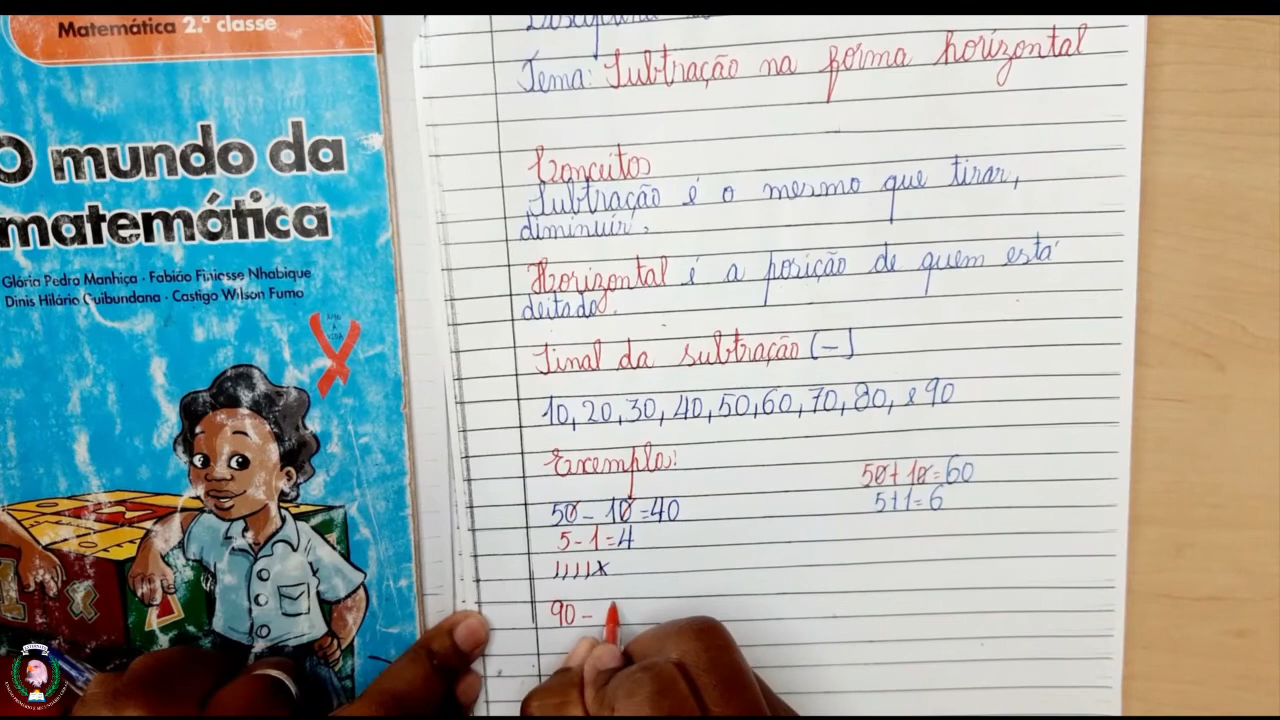 Matemática 2.ª classe
O mundo da
matemática
Glória Pedro Manhiça · Fabião Finiosse Nhabique
Dinis Hilário Guibundana · Castigo Wilson Fumo
Tema: Subtração na forma horizontal
Conceitos
Subtração é o mesmo que tirar,
diminuir.
Horizontal é a posição de quem está
deitado.
Sinal da subtração (-)
10, 20, 30, 40, 50, 60, 70, 80, e 90
Exemplo:
50 - 10 = 40
5 - 1 = 4
90 -
50 + 10 = 60
5 + 1 = 6